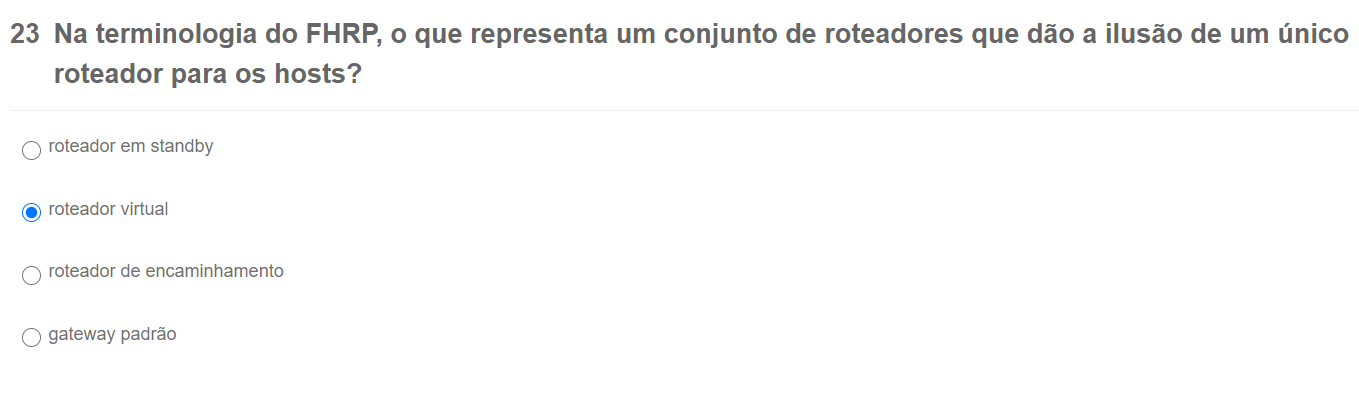 23 Na terminologia do FHRP, o que representa um conjunto de roteadores que dão a ilusão de um único
roteador para os hosts?
roteador em standby
roteador virtual
roteador de encaminhamento
gateway padrão